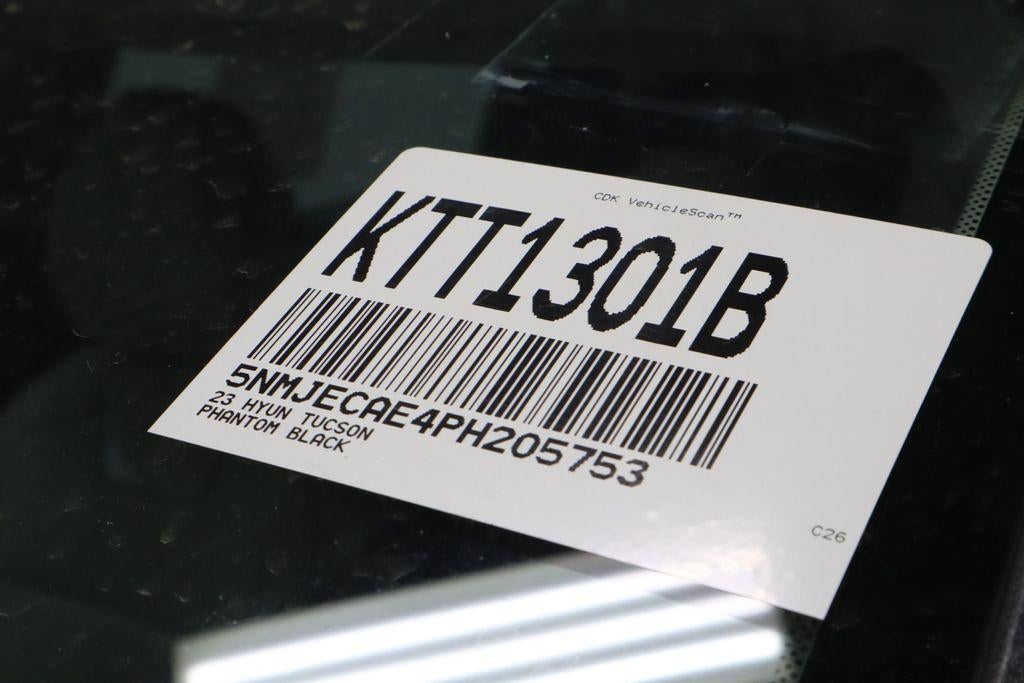 CDK VehicleScan™
KTT1301B
5NMJECAE4PH205753
23 HYUN TUCSON
PHANTOM BLACK
C26